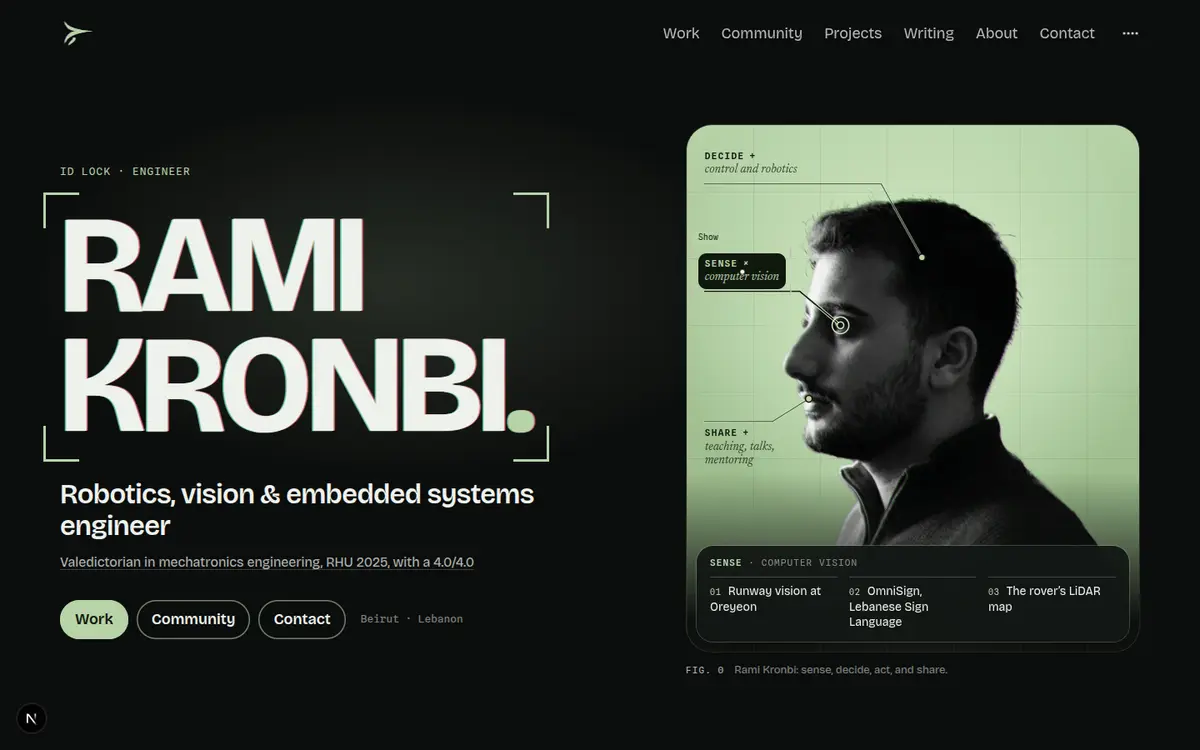 Work Community Projects Writing About Contact
ID LOCK · ENGINEER
RAMI
KRONBI.
Robotics, vision & embedded systems
engineer
Valedictorian in mechatronics engineering, RHU 2025, with a 4.0/4.0
Work Community Contact Beirut · Lebanon
DECIDE +
control and robotics
Show
SENSE ×
computer vision
SHARE +
teaching, talks,
mentoring
SENSE · COMPUTER VISION
01 Runway vision at
Oreyeon
02 OmniSign,
Lebanese Sign
Language
03 The rover’s LiDAR
map
FIG. 0 Rami Kronbi: sense, decide, act, and share.
N